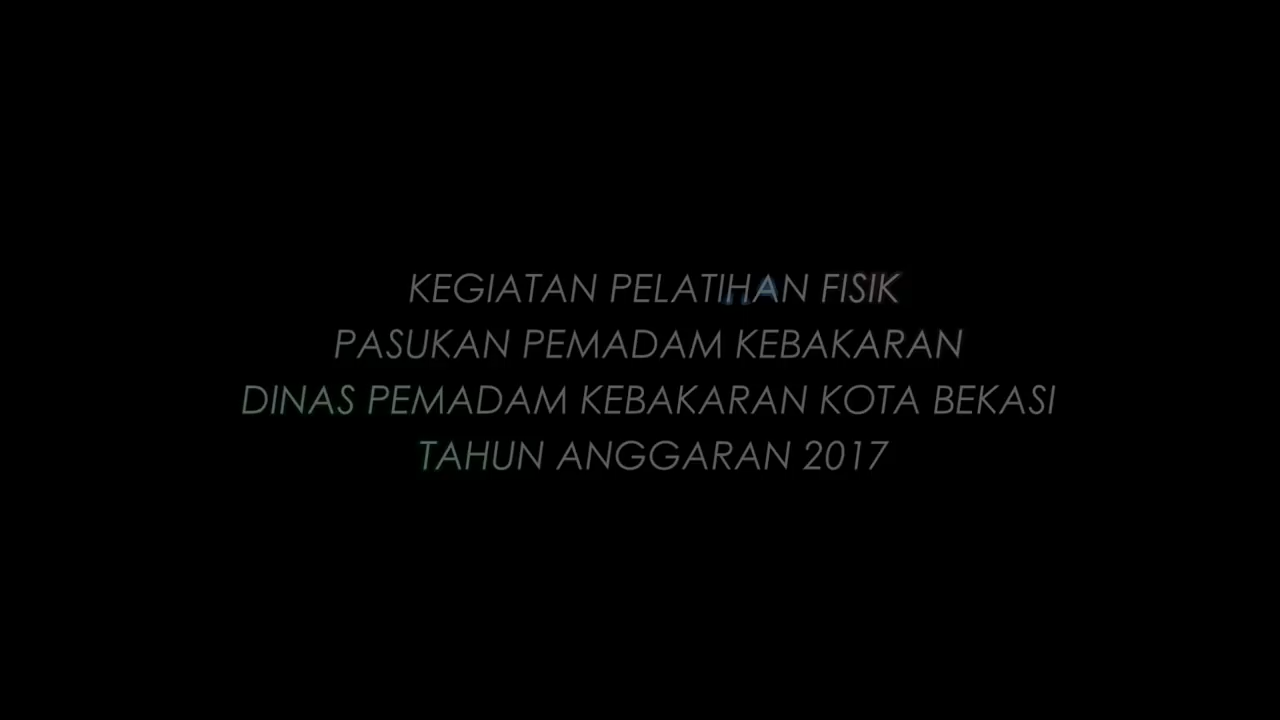 KEGIATAN PELATIHAN FISIK
PASUKAN PEMADAM KEBAKARAN
DINAS PEMADAM KEBAKARAN KOTA BEKASI
TAHUN ANGGARAN 2017